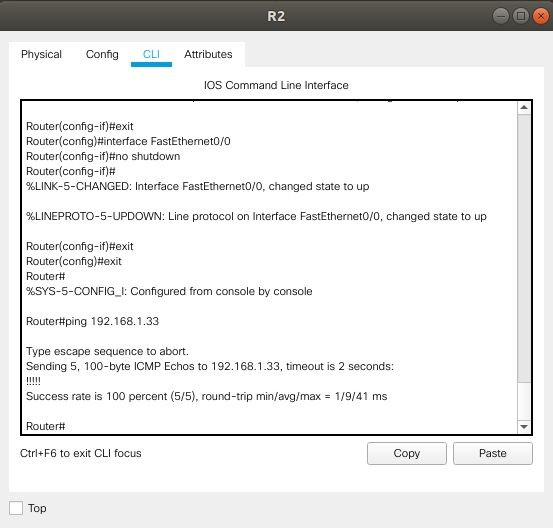 R2
Physical Config CLI Attributes
IOS Command Line Interface
Router(config-if)#exit
Router(config)#interface FastEthernet0/0
Router(config-if)#no shutdown
Router(config-if)#
%LINK-5-CHANGED: Interface FastEthernet0/0, changed state to up
%LINEPROTO-5-UPDOWN: Line protocol on Interface FastEthernet0/0, changed state to up
Router(config-if)#exit
Router(config)#exit
Router#
%SYS-5-CONFIG_I: Configured from console by console
Router#ping 192.168.1.33
Type escape sequence to abort.
Sending 5, 100-byte ICMP Echos to 192.168.1.33, timeout is 2 seconds:
!!!!!
Success rate is 100 percent (5/5), round-trip min/avg/max = 1/9/41 ms
Router#
Ctrl+F6 to exit CLI focus Copy Paste
Top